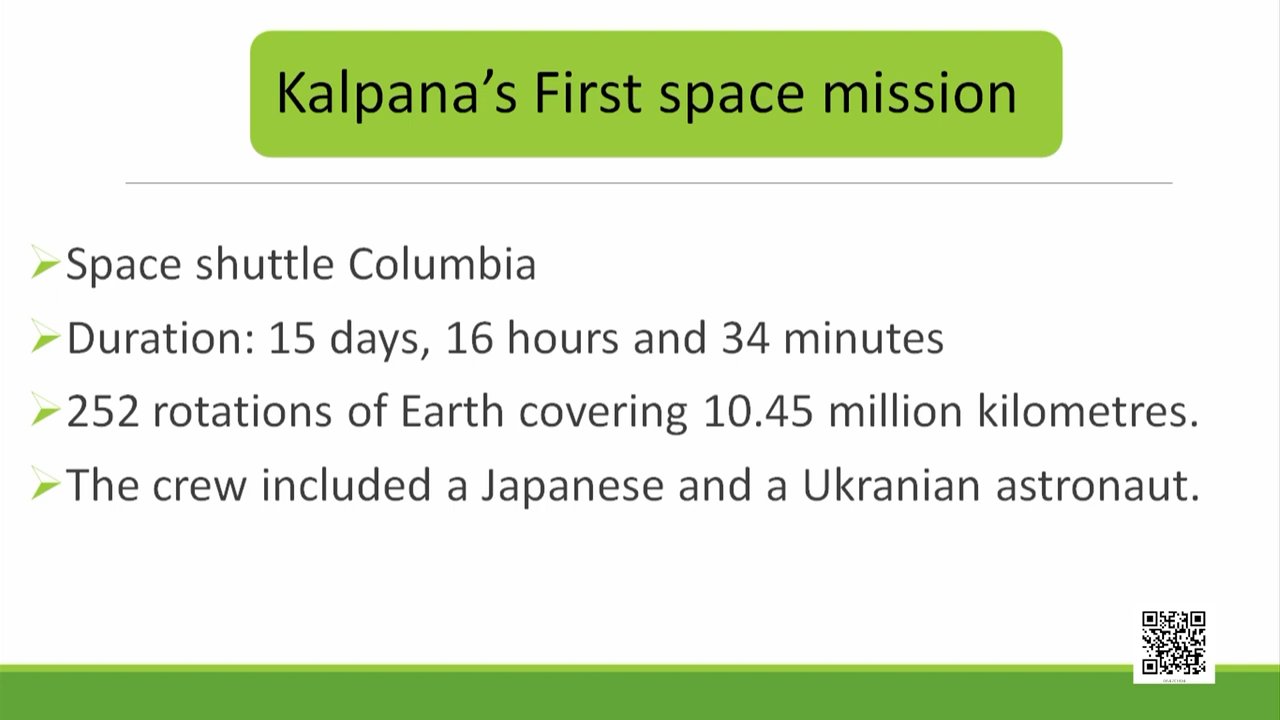 Kalpana's First space mission
Space shuttle Columbia
Duration: 15 days, 16 hours and 34 minutes
252 rotations of Earth covering 10.45 million kilometres.
The crew included a Japanese and a Ukranian astronaut.